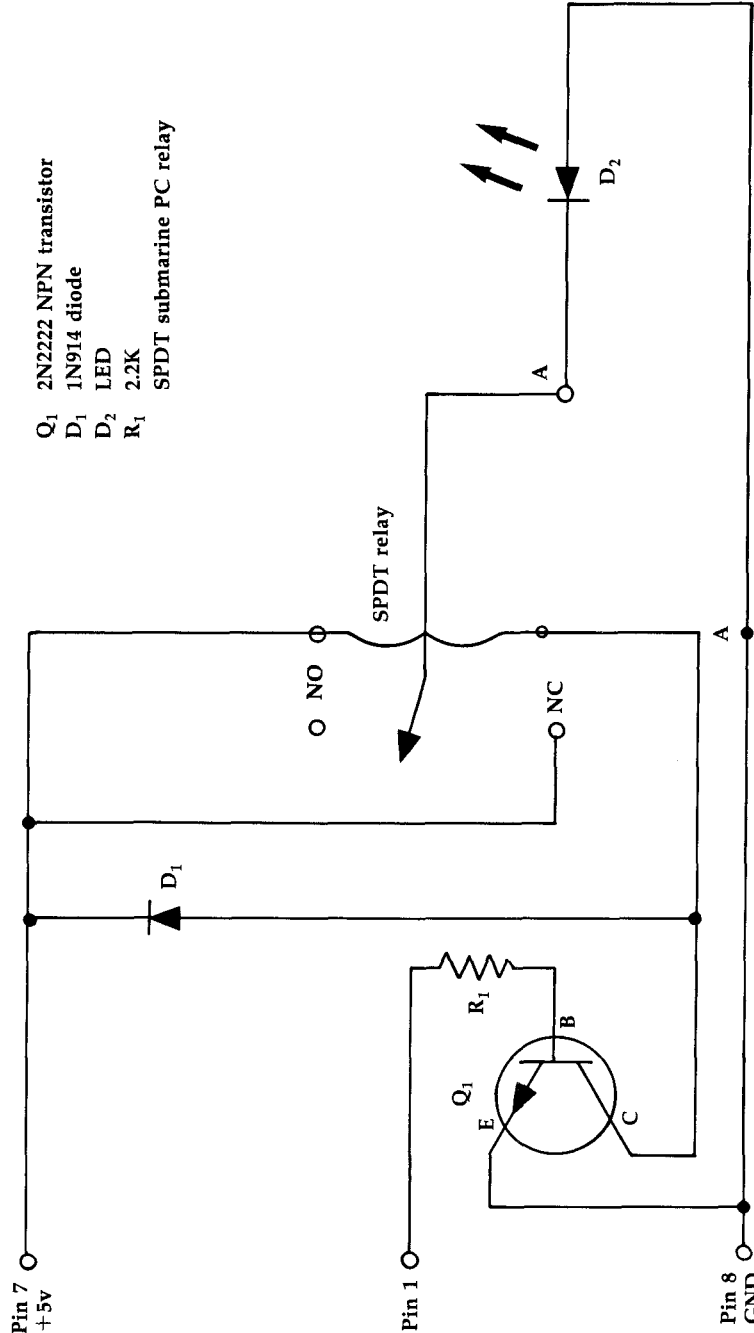 Q₁ 2N2222 NPN transistor
D₁ 1N914 diode
D₂ LED
R₁ 2.2K
SPDT submarine PC relay
Pin 7
+5v
D₁
NO
SPDT relay
NC
A
D₂
Pin 1
R₁
Q₁
E
B
C
A
Pin 8
GND